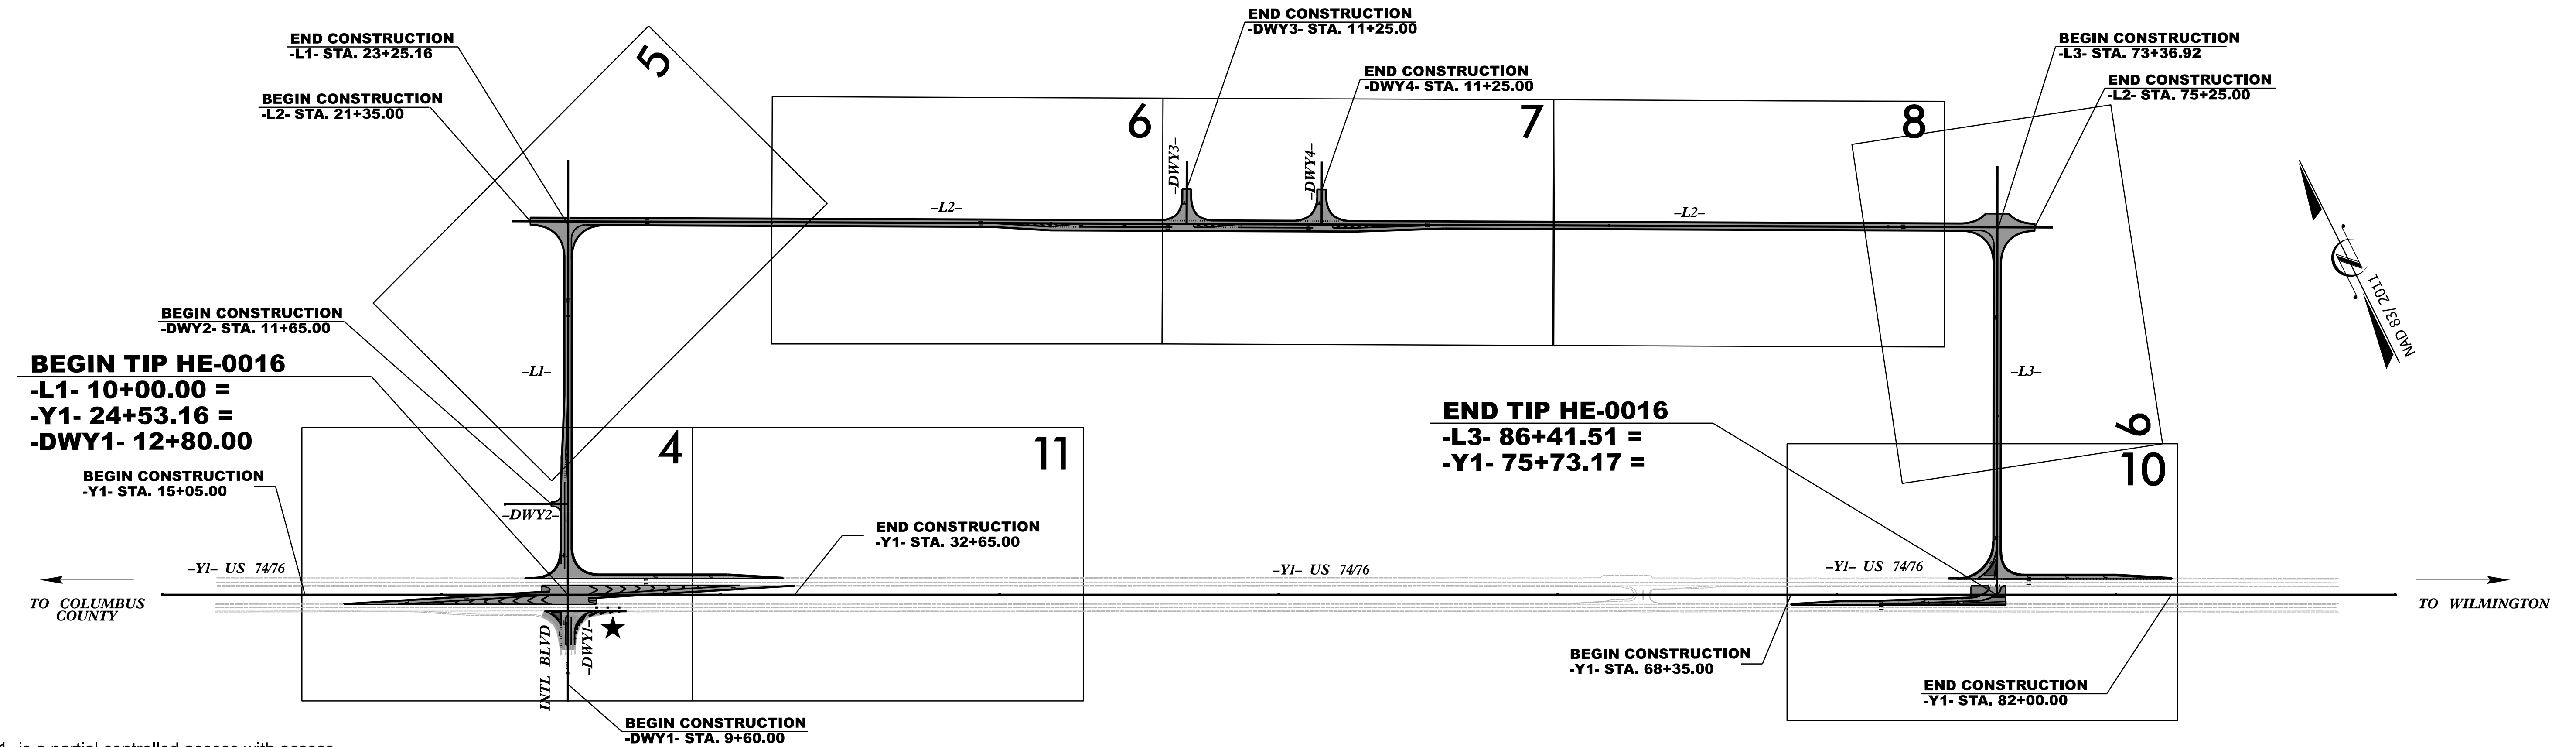 END CONSTRUCTION
-DWY3- STA. 11+25.00
END CONSTRUCTION
-L1- STA. 23+25.16
BEGIN CONSTRUCTION
-L3- STA. 73+36.92
5
END CONSTRUCTION
-DWY4- STA. 11+25.00
END CONSTRUCTION
-L2- STA. 75+25.00
BEGIN CONSTRUCTION
-L2- STA. 21+35.00
6
7
8
-DWY3-
-DWY4-
-L2-
-L2-
NAD 83/ 2011
BEGIN CONSTRUCTION
-DWY2- STA. 11+65.00
BEGIN TIP HE-0016
-L1- 10+00.00 =
-Y1- 24+53.16 =
-DWY1- 12+80.00
-L1-
-L3-
END TIP HE-0016
-L3- 86+41.51 =
-Y1- 75+73.17 =
9
4
11
10
BEGIN CONSTRUCTION
-Y1- STA. 15+05.00
-DWY2-
END CONSTRUCTION
-Y1- STA. 32+65.00
-Y1- US 74/76
-Y1- US 74/76
-Y1- US 74/76
TO COLUMBUS
COUNTY
TO WILMINGTON
INTL BLVD
-DWY1-
BEGIN CONSTRUCTION
-Y1- STA. 68+35.00
END CONSTRUCTION
-Y1- STA. 82+00.00
BEGIN CONSTRUCTION
-DWY1- STA. 9+60.00
1- is a partial controlled access with access